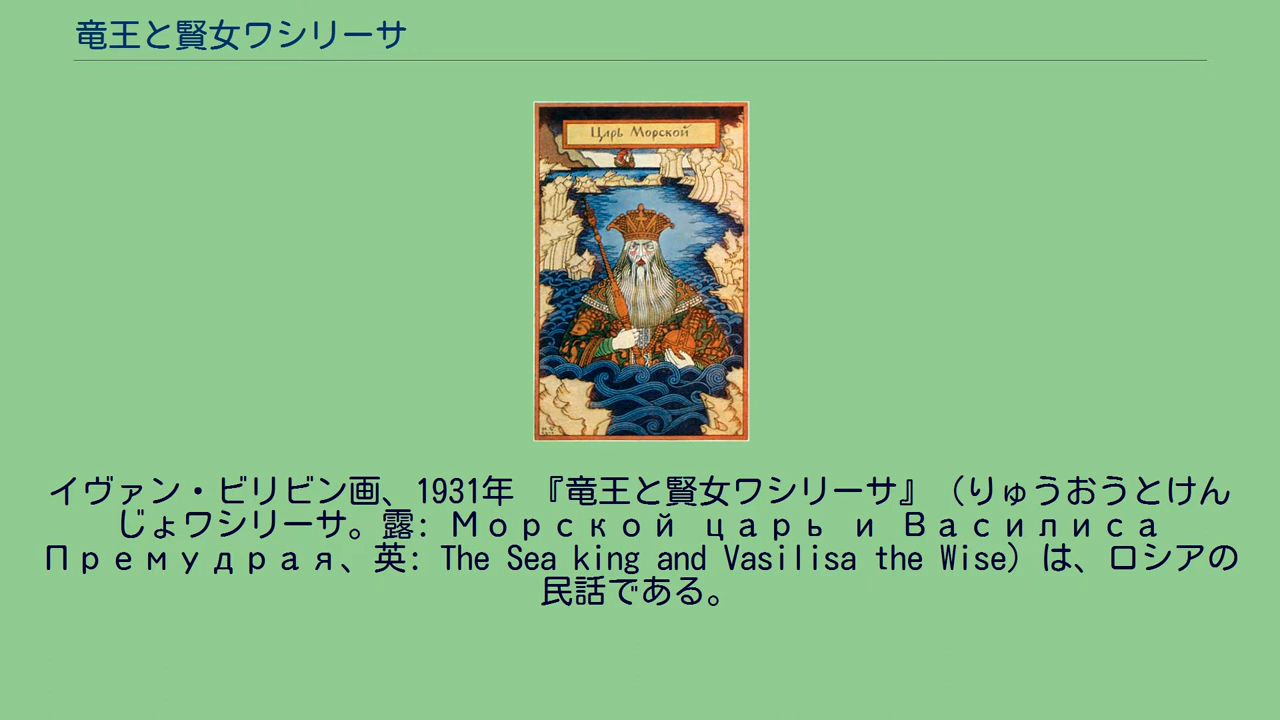 竜王と賢女ワシリーサ
Царь Морской
イヴァン・ビリビン画、1931年 『竜王と賢女ワシリーサ』（りゅうおうとけん
じょワシリーサ。露: Морской царь и Василиса
Премудрая、英: The Sea king and Vasilisa the Wise）は、ロシアの
民話である。